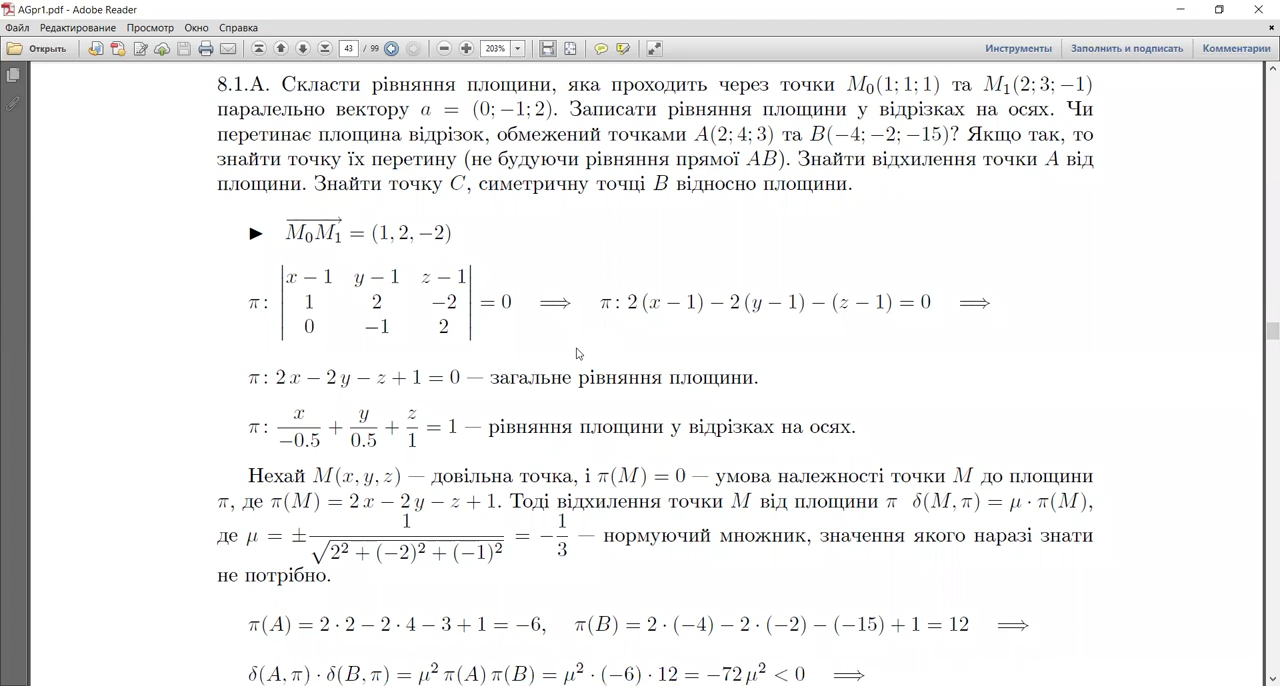 AGpr1.pdf - Adobe Reader
Файл Редактирование Просмотр Окно Справка
Открыть 43 / 99 203% Инструменты Заполнить и подписать Комментарии
8.1.А. Скласти рівняння площини, яка проходить через точки M₀(1; 1; 1) та M₁(2; 3; −1)
паралельно вектору a = (0; −1; 2). Записати рівняння площини у відрізках на осях. Чи
перетинає площина відрізок, обмежений точками A(2; 4; 3) та B(−4; −2; −15)? Якщо так, то
знайти точку їх перетину (не будуючи рівняння прямої AB). Знайти відхилення точки A від
площини. Знайти точку C, симетричну точці B відносно площини.
▶ M₀M₁ = (1, 2, −2)
π: |x − 1 y − 1 z − 1|
|1 2 −2| = 0 ⟹ π: 2 (x − 1) − 2 (y − 1) − (z − 1) = 0 ⟹
|0 −1 2|
π: 2 x − 2 y − z + 1 = 0 — загальне рівняння площини.
π: x/−0.5 + y/0.5 + z/1 = 1 — рівняння площини у відрізках на осях.
Нехай M(x, y, z) — довільна точка, і π(M) = 0 — умова належності точки M до площини
π, де π(M) = 2 x − 2 y − z + 1. Тоді відхилення точки M від площини π δ(M, π) = μ · π(M),
де μ = ± 1/√(2² + (−2)² + (−1)²) = −1/3 — нормуючий множник, значення якого наразі знати
не потрібно.
π(A) = 2 · 2 − 2 · 4 − 3 + 1 = −6, π(B) = 2 · (−4) − 2 · (−2) − (−15) + 1 = 12 ⟹
δ(A, π) · δ(B, π) = μ² π(A) π(B) = μ² · (−6) · 12 = −72 μ² < 0 ⟹